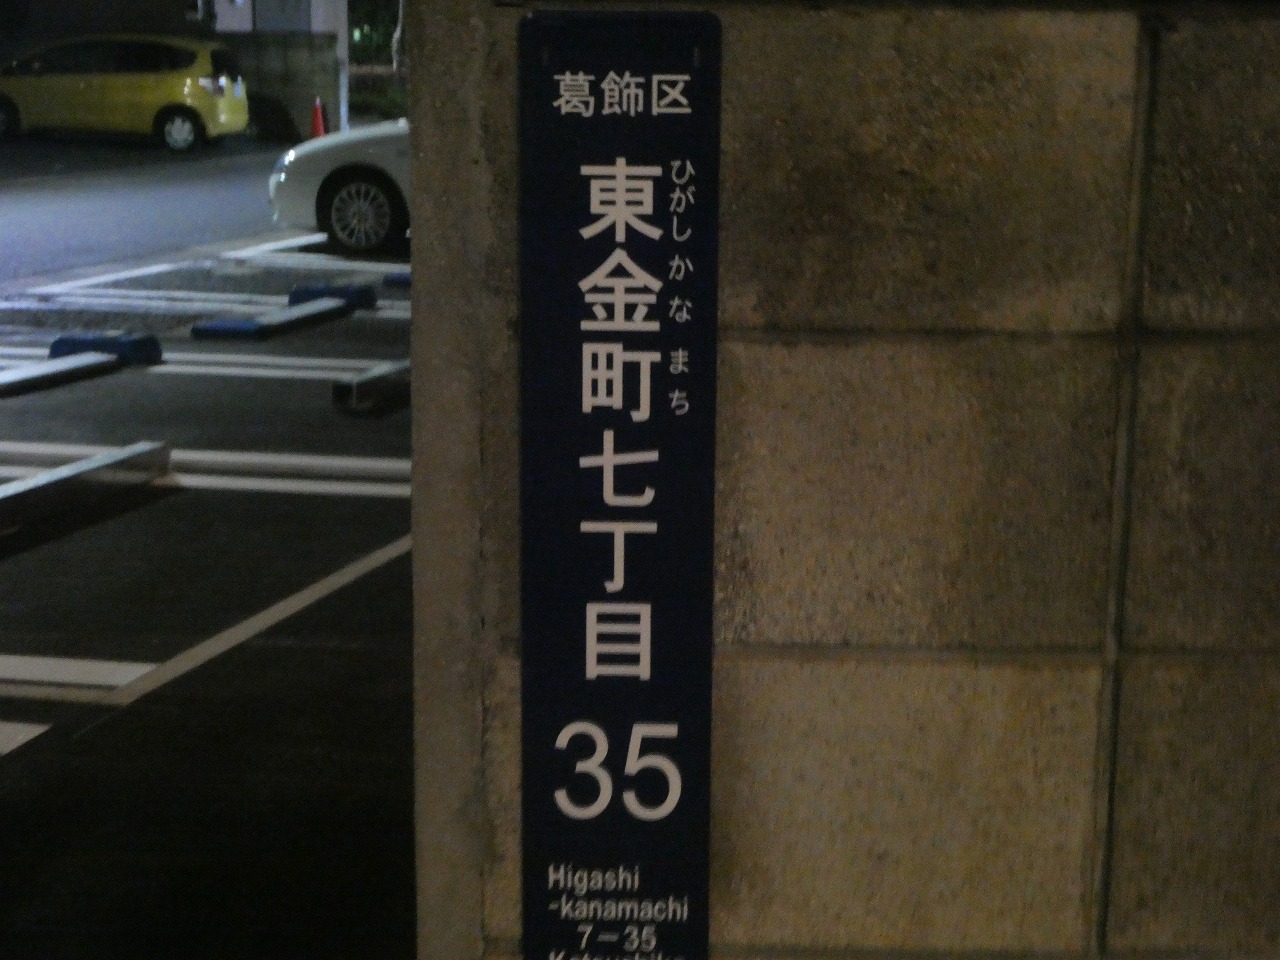 葛飾区
東金町七丁目
ひがしかなまち
35
Higashi
-kanamachi
7-35